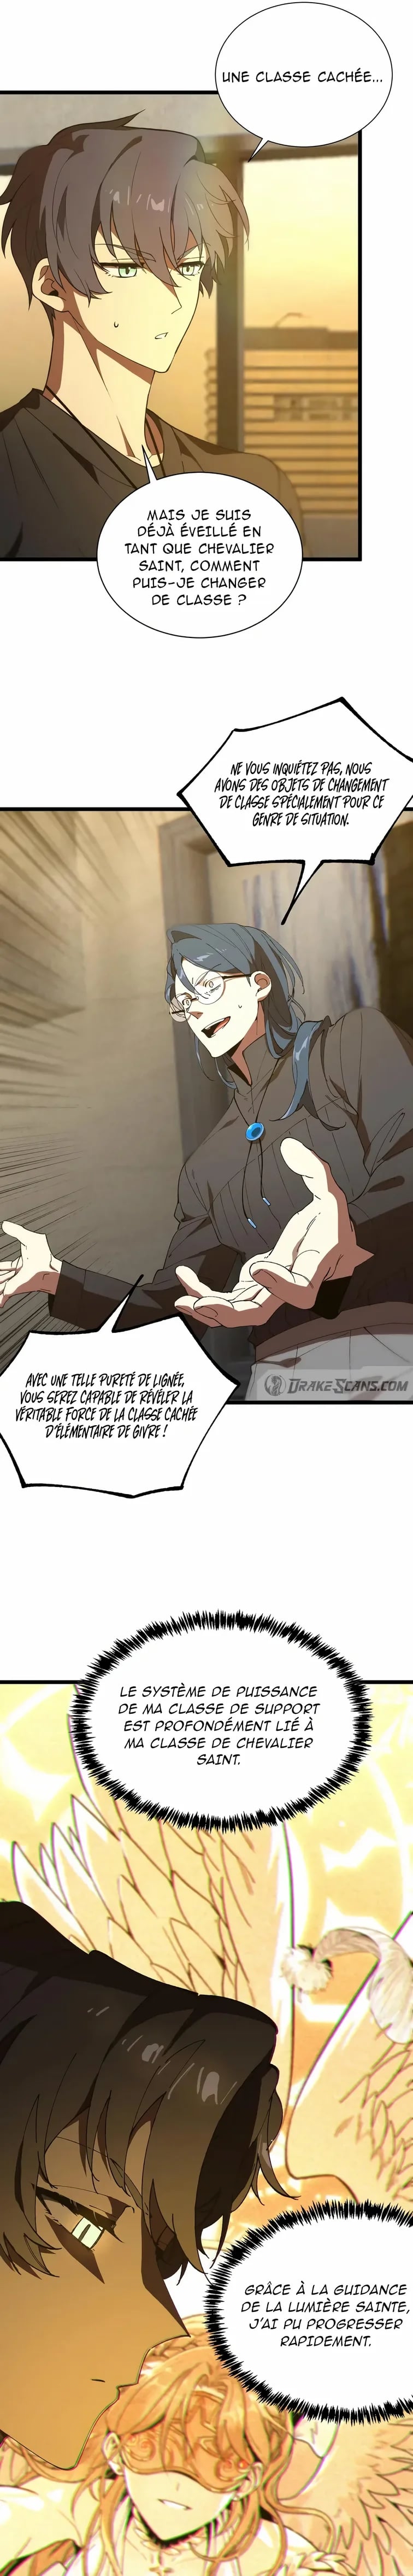 UNE CLASSE CACHÉE...
MAIS JE SUIS
DÉJÀ ÉVEILLÉ EN
TANT QUE CHEVALIER
SAINT, COMMENT
PUIS-JE CHANGER
DE CLASSE ?
NE VOUS INQUIÉTEZ PAS, NOUS
AVONS DES OBJETS DE CHANGEMENT
DE CLASSE SPÉCIALEMENT POUR CE
GENRE DE SITUATION.
DRAKESCANS.COM
AVEC UNE TELLE PURETÉ DE LIGNÉE,
VOUS SEREZ CAPABLE DE RÉVÉLER LA
VÉRITABLE FORCE DE LA CLASSE CACHÉE
D'ÉLÉMENTAIRE DE GIVRE !
LE SYSTÈME DE PUISSANCE
DE MA CLASSE DE SUPPORT
EST PROFONDÉMENT LIÉ À
MA CLASSE DE CHEVALIER
SAINT.
GRÂCE À LA GUIDANCE
DE LA LUMIÈRE SAINTE,
J'AI PU PROGRESSER
RAPIDEMENT.